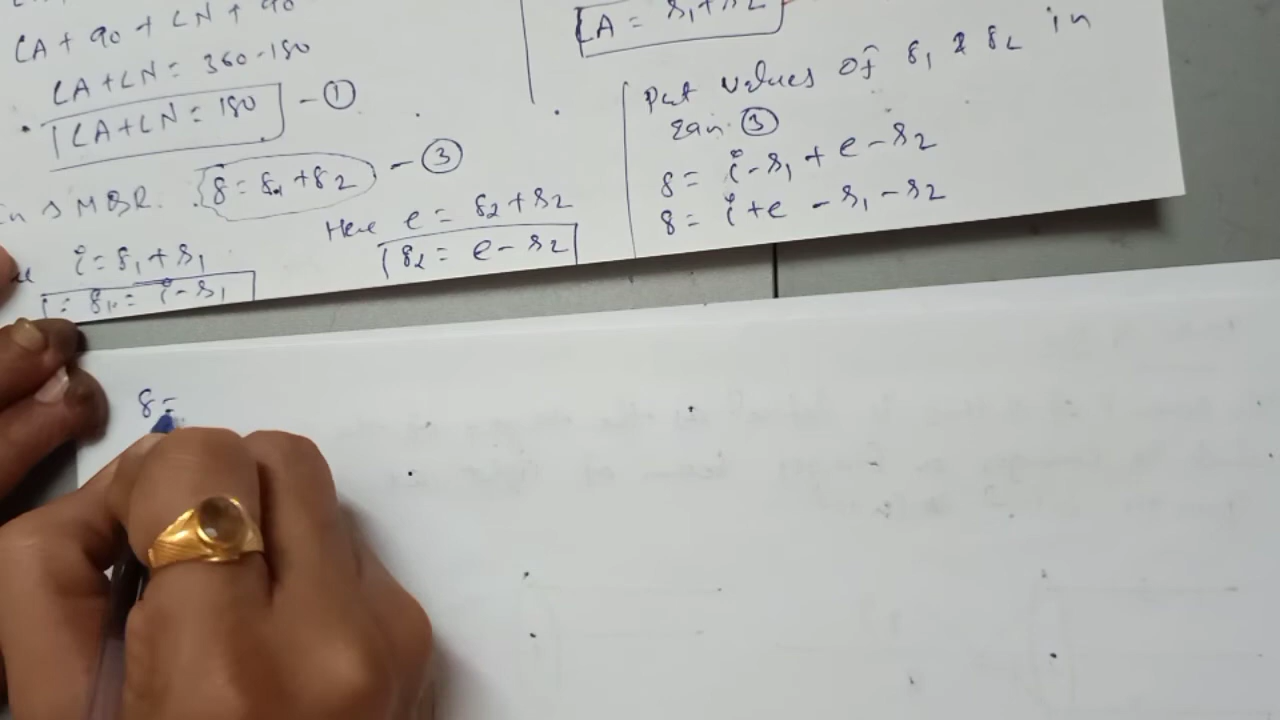 ∠A + 90 + ∠N + 90
∠A + ∠N = 360 - 180
∠A + ∠N = 180 - ①
In Δ MQR. δ = δ1 + δ2 - ③
i = δ1 + r1
∴ δ1 = i - r1
Here e = δ2 + r2
δ2 = e - r2
∠A = r1 + r2
Put values of δ1 & δ2 in
Eqn. ③
δ = i - r1 + e - r2
δ = i + e - r1 - r2
δ =